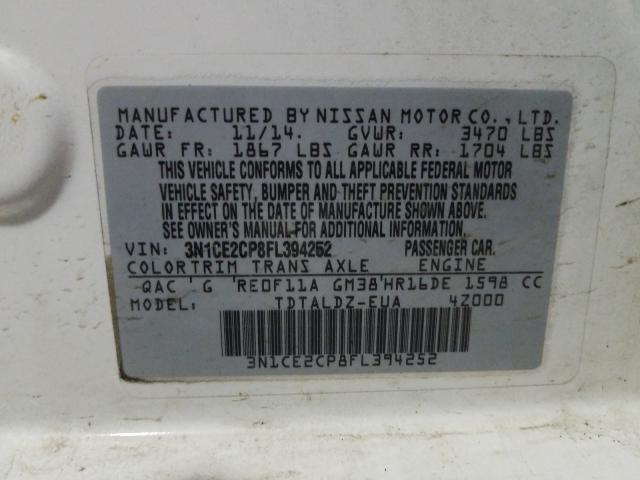 MANUFACTURED BY NISSAN MOTOR CO., LTD.
DATE: 11/14. GVWR: 3470 LBS
GAWR FR: 1867 LBS GAWR RR: 1704 LBS
THIS VEHICLE CONFORMS TO ALL APPLICABLE FEDERAL MOTOR
VEHICLE SAFETY, BUMPER AND THEFT PREVENTION STANDARDS
IN EFFECT ON THE DATE OF MANUFACTURE SHOWN ABOVE.
SEE OWNER'S MANUAL FOR ADDITIONAL INFORMATION.
VIN: 3N1CE2CP8FL394252 PASSENGER CAR.
COLOR TRIM TRANS AXLE ENGINE
QAC ' G 'RE0F11A GM38'HR16DE 1598 CC
MODEL: TDTALDZ-EUA 4Z000
3N1CE2CP8FL394252